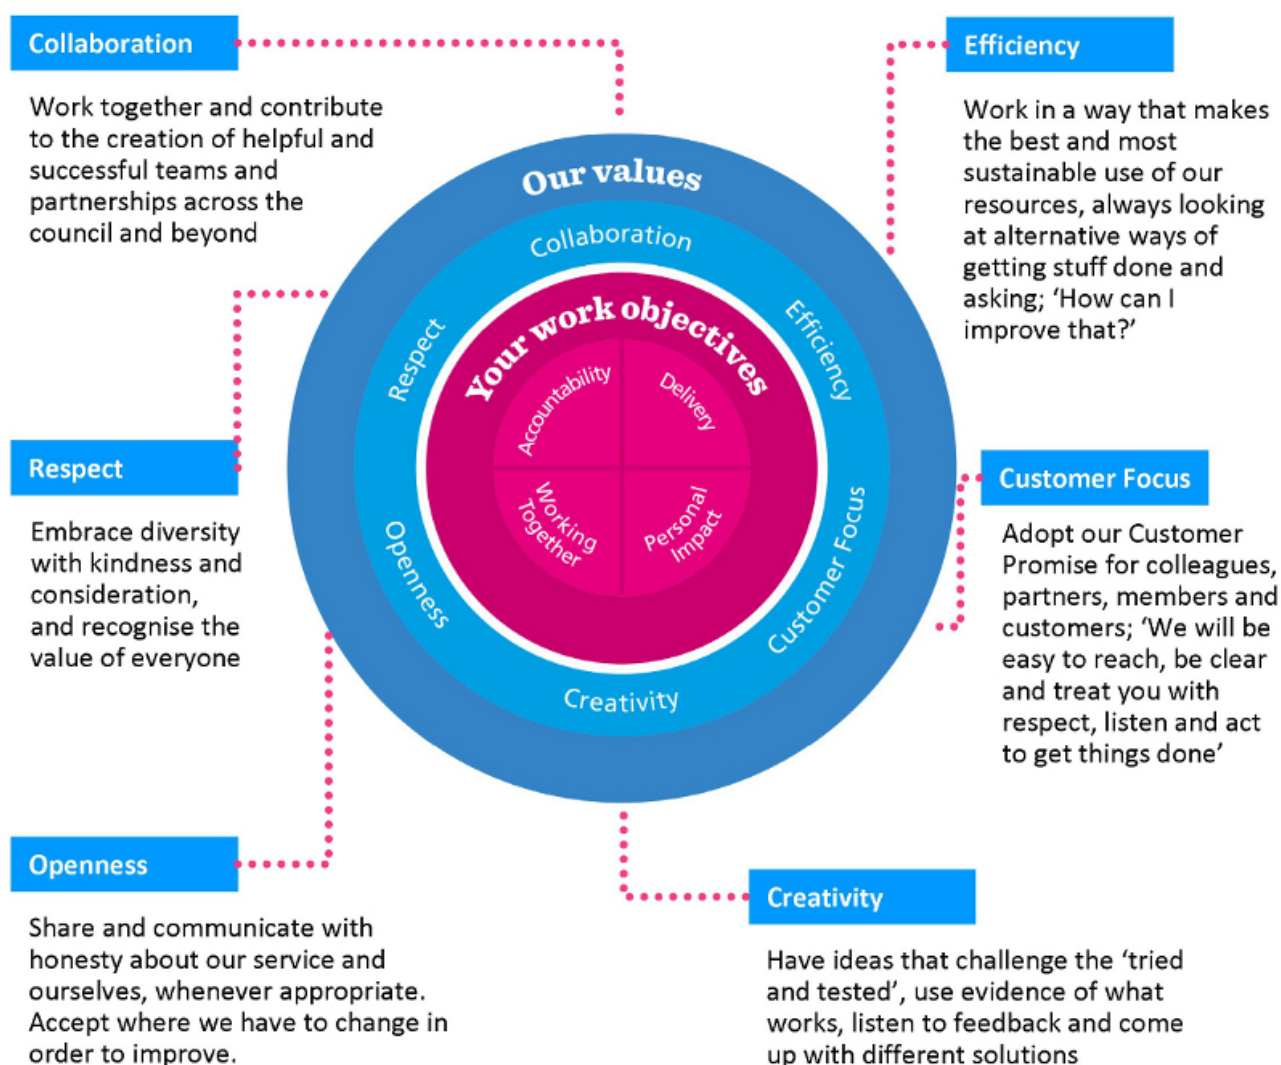 Collaboration
Work together and contribute
to the creation of helpful and
successful teams and
partnerships across the
council and beyond
Efficiency
Work in a way that makes
the best and most
sustainable use of our
resources, always looking
at alternative ways of
getting stuff done and
asking; ‘How can I
improve that?’
Our values
Collaboration
Efficiency
Customer Focus
Creativity
Openness
Respect
Your work objectives
Accountability
Delivery
Personal
Impact
Working
Together
Respect
Embrace diversity
with kindness and
consideration,
and recognise the
value of everyone
Customer Focus
Adopt our Customer
Promise for colleagues,
partners, members and
customers; ‘We will be
easy to reach, be clear
and treat you with
respect, listen and act
to get things done’
Openness
Share and communicate with
honesty about our service and
ourselves, whenever appropriate.
Accept where we have to change in
order to improve.
Creativity
Have ideas that challenge the ‘tried
and tested’, use evidence of what
works, listen to feedback and come
up with different solutions